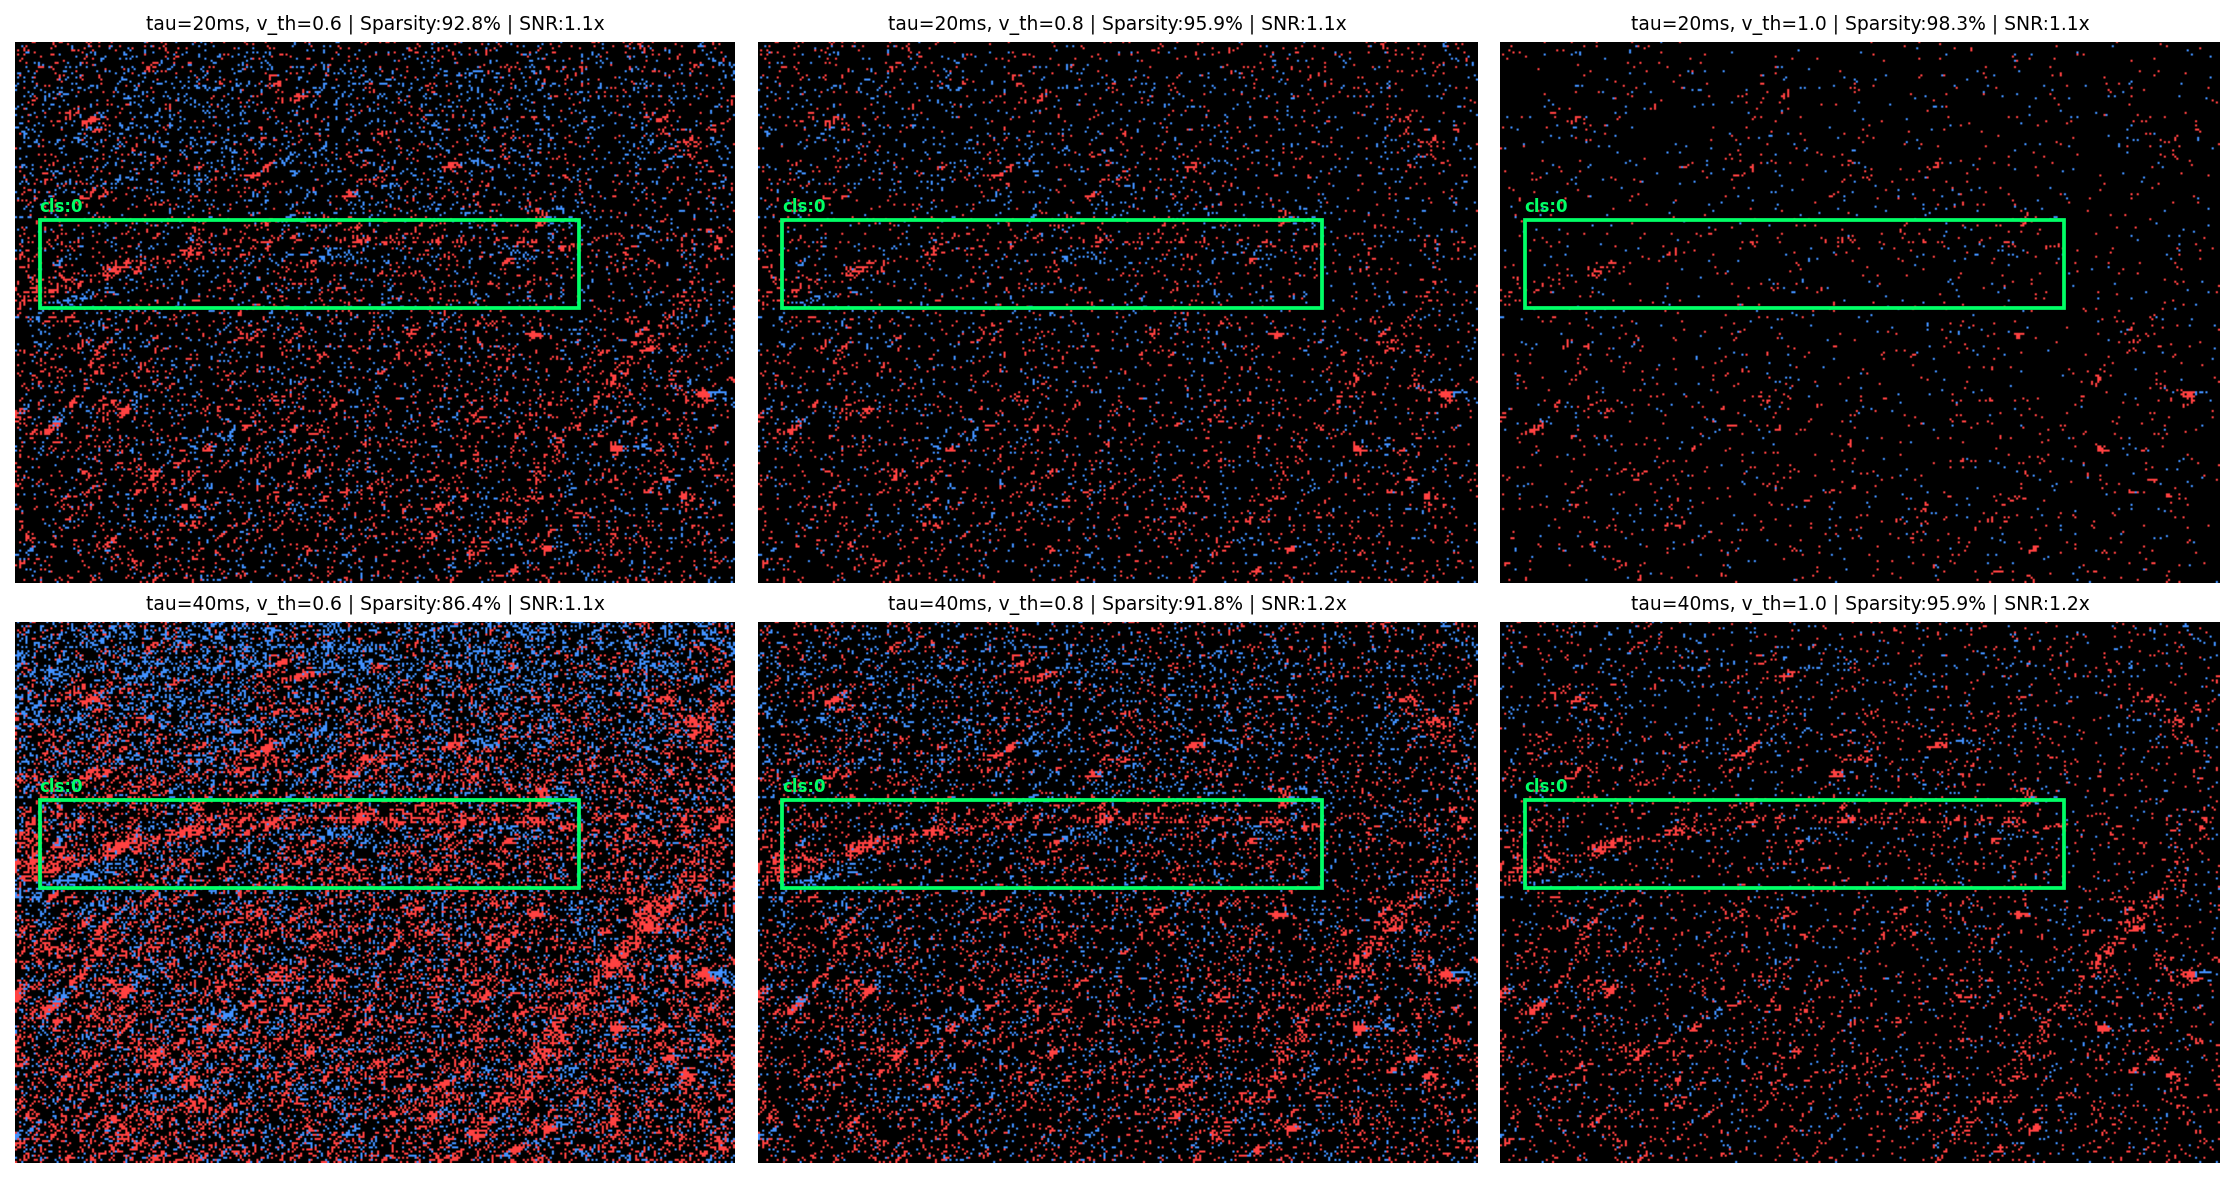 tau=20ms, v_th=0.6 | Sparsity:92.8% | SNR:1.1x
tau=20ms, v_th=0.8 | Sparsity:95.9% | SNR:1.1x
tau=20ms, v_th=1.0 | Sparsity:98.3% | SNR:1.1x
cls:0
cls:0
cls:0
tau=40ms, v_th=0.6 | Sparsity:86.4% | SNR:1.1x
tau=40ms, v_th=0.8 | Sparsity:91.8% | SNR:1.2x
tau=40ms, v_th=1.0 | Sparsity:95.9% | SNR:1.2x
cls:0
cls:0
cls:0